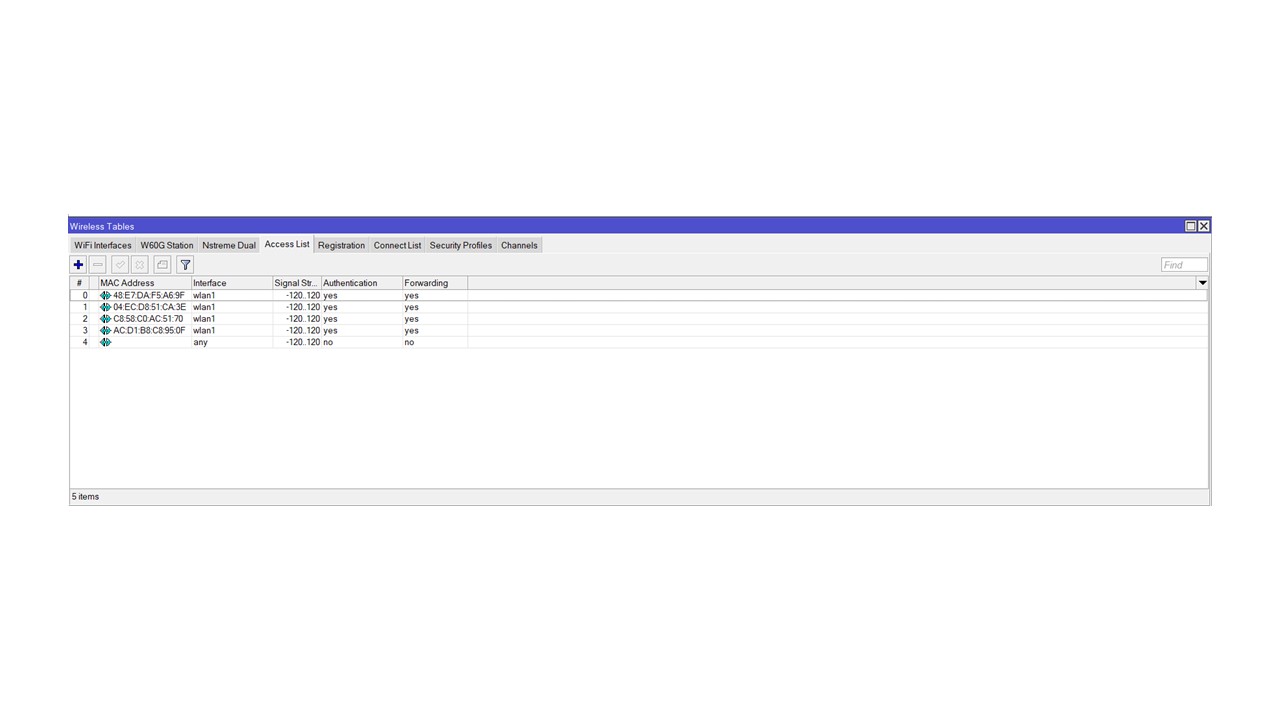 Wireless Tables
WiFi Interfaces W60G Station Nstreme Dual Access List Registration Connect List Security Profiles Channels
Find
# MAC Address Interface Signal Str... Authentication Forwarding
0 48:E7:DA:F5:A6:9F wlan1 -120..120 yes yes
1 04:EC:D8:51:CA:3E wlan1 -120..120 yes yes
2 C8:58:C0:AC:51:70 wlan1 -120..120 yes yes
3 AC:D1:B8:C8:95:0F wlan1 -120..120 yes yes
4 any -120..120 no no
5 items